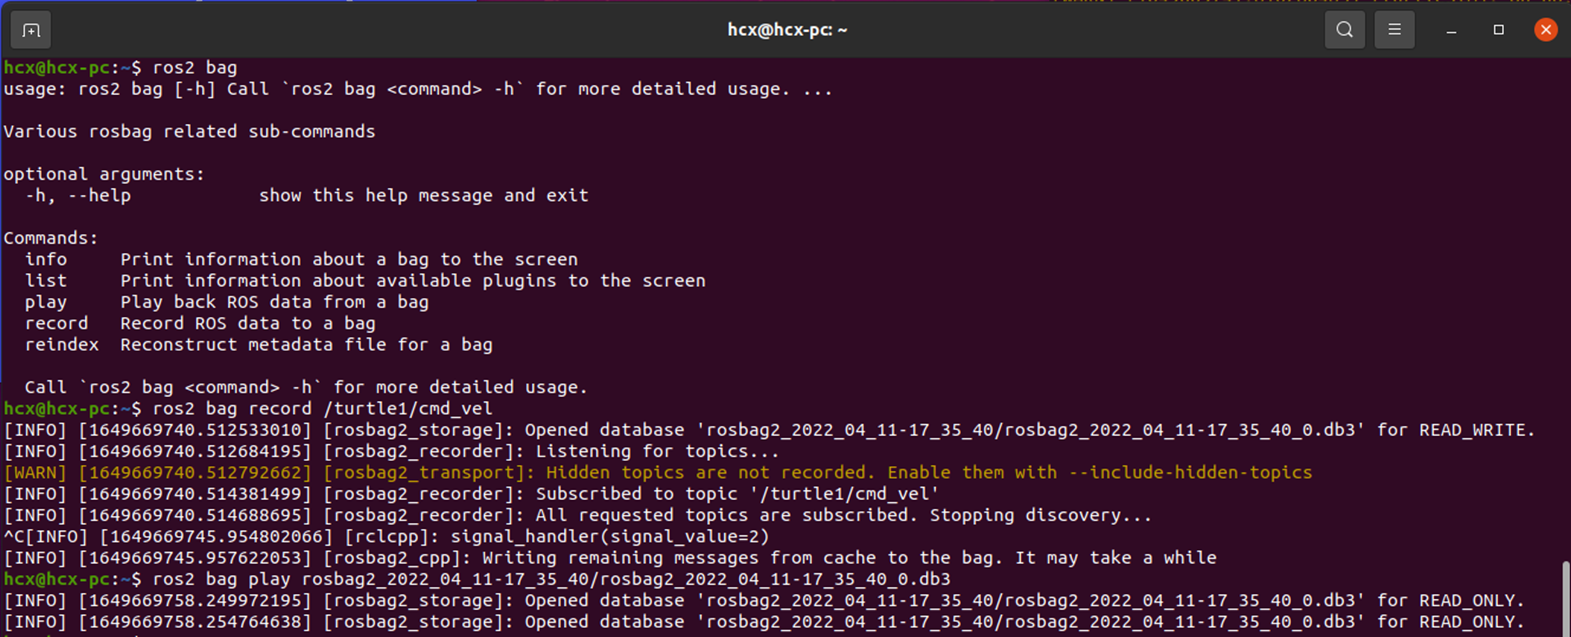 hcx@hcx-pc: ~
hcx@hcx-pc:~$ ros2 bag
usage: ros2 bag [-h] Call `ros2 bag <command> -h` for more detailed usage. ...
Various rosbag related sub-commands
optional arguments:
  -h, --help            show this help message and exit
Commands:
  info     Print information about a bag to the screen
  list     Print information about available plugins to the screen
  play     Play back ROS data from a bag
  record   Record ROS data to a bag
  reindex  Reconstruct metadata file for a bag
  Call `ros2 bag <command> -h` for more detailed usage.
hcx@hcx-pc:~$ ros2 bag record /turtle1/cmd_vel
[INFO] [1649669740.512533010] [rosbag2_storage]: Opened database 'rosbag2_2022_04_11-17_35_40/rosbag2_2022_04_11-17_35_40_0.db3' for READ_WRITE.
[INFO] [1649669740.512684195] [rosbag2_recorder]: Listening for topics...
[WARN] [1649669740.512792662] [rosbag2_transport]: Hidden topics are not recorded. Enable them with --include-hidden-topics
[INFO] [1649669740.514381499] [rosbag2_recorder]: Subscribed to topic '/turtle1/cmd_vel'
[INFO] [1649669740.514688695] [rosbag2_recorder]: All requested topics are subscribed. Stopping discovery...
^C[INFO] [1649669745.954802066] [rclcpp]: signal_handler(signal_value=2)
[INFO] [1649669745.957622053] [rosbag2_cpp]: Writing remaining messages from cache to the bag. It may take a while
hcx@hcx-pc:~$ ros2 bag play rosbag2_2022_04_11-17_35_40/rosbag2_2022_04_11-17_35_40_0.db3
[INFO] [1649669758.249972195] [rosbag2_storage]: Opened database 'rosbag2_2022_04_11-17_35_40/rosbag2_2022_04_11-17_35_40_0.db3' for READ_ONLY.
[INFO] [1649669758.254764638] [rosbag2_storage]: Opened database 'rosbag2_2022_04_11-17_35_40/rosbag2_2022_04_11-17_35_40_0.db3' for READ_ONLY.